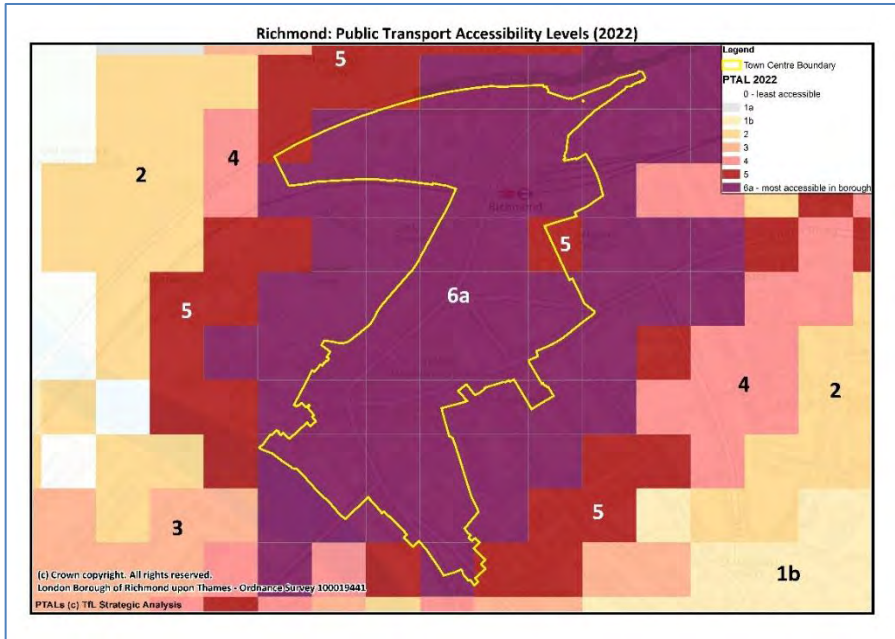 Richmond: Public Transport Accessibility Levels (2022)
Legend
Town Centre Boundary
PTAL 2022
0 - least accessible
1a
1b
2
3
4
5
6a - most accessible in borough
5
4
2
Richmond
5
6a
5
4
2
5
3
1b
(c) Crown copyright. All rights reserved.
London Borough of Richmond upon Thames - Ordnance Survey 100019441
PTALs (c) TfL Strategic Analysis